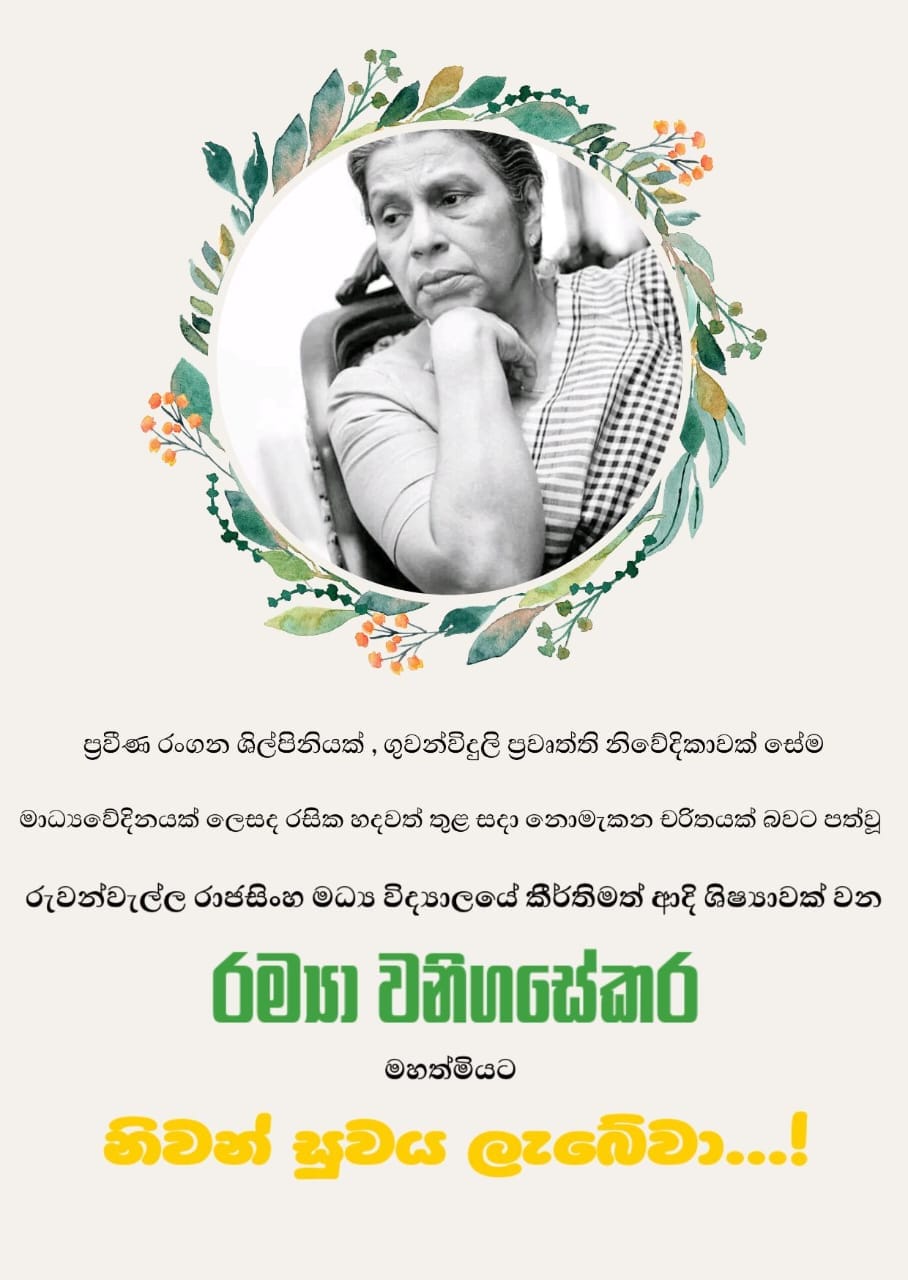 ප්‍රවීණ රංගන ශිල්පිනියක් , ගුවන්විදුලි ප්‍රවෘත්ති නිවේදිකාවක් සේම
මාධ්‍යවේදිනයක් ලෙසද රසික හදවත් තුළ සදා නොමැකන චරිතයක් බවට පත්වූ
රුවන්වැල්ල රාජසිංහ මධ්‍ය විද්‍යාලයේ කීර්තිමත් ආදි ශිෂ්‍යාවක් වන
රම්‍යා වනිගසේකර
මහත්මියට
නිවන් සුවය ලැබේවා...!